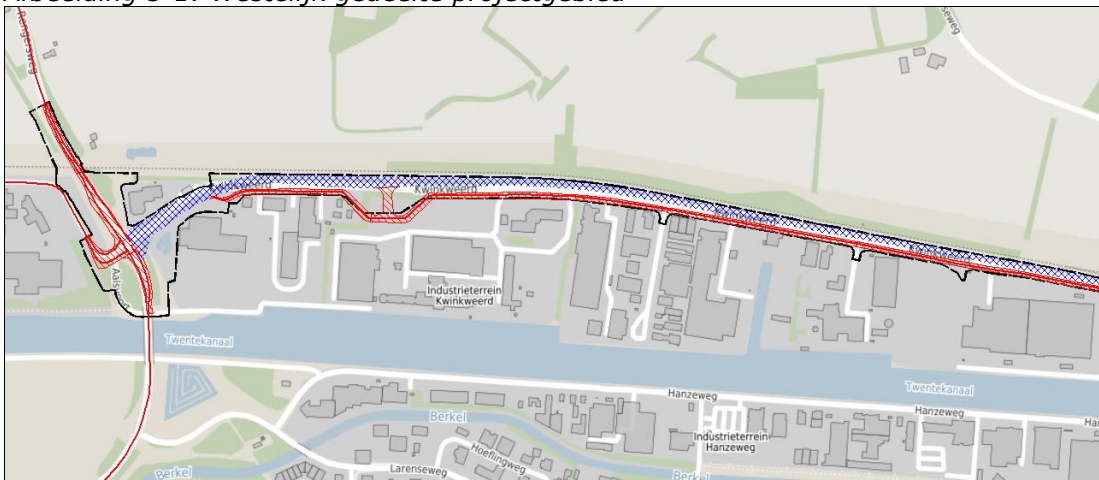 Afbeelding 3-1: Westelijk gedeelte projectgebied
Rengersweg
Kwinkweerd
Kwinkweerd
Industrieterrein
Kwinkweerd
Twentekanaal
Twentekanaal
Hanzeweg
Hanzeweg
Berkel
Industrieterrein
Hanzeweg
Hoeflingweg
Larenseweg
Berkel
Berkel